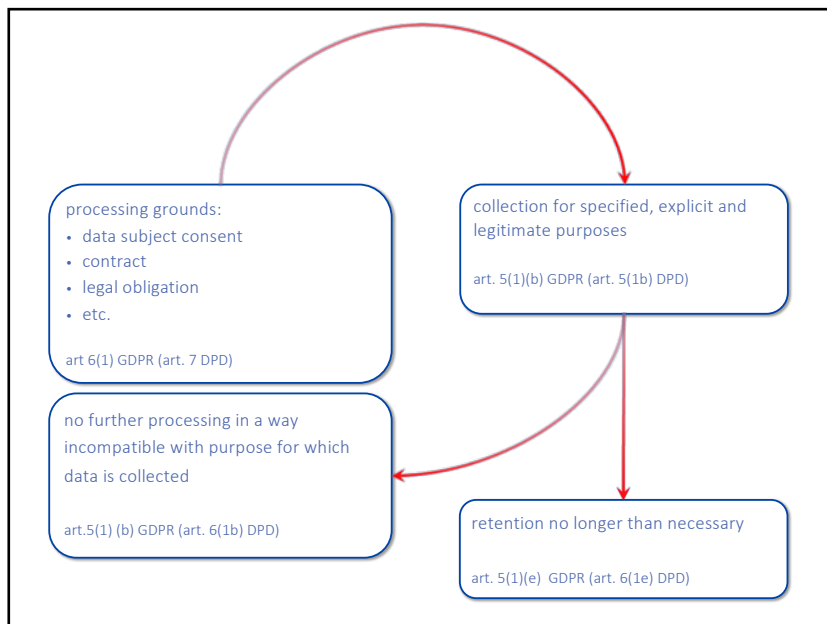 processing grounds:
• data subject consent
• contract
• legal obligation
• etc.
art 6(1) GDPR (art. 7 DPD)
collection for specified, explicit and
legitimate purposes
art. 5(1)(b) GDPR (art. 5(1b) DPD)
no further processing in a way
incompatible with purpose for which
data is collected
art.5(1) (b) GDPR (art. 6(1b) DPD)
retention no longer than necessary
art. 5(1)(e) GDPR (art. 6(1e) DPD)